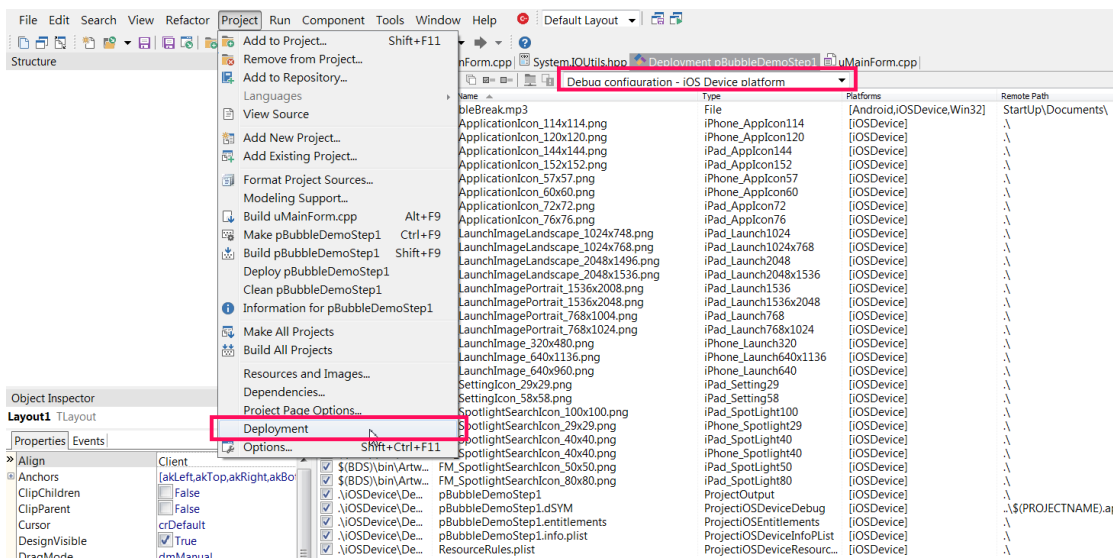 File Edit Search View Refactor Project Run Component Tools Window Help Default Layout
Structure
Add to Project... Shift+F11
Remove from Project...
Add to Repository...
Languages
View Source
Add New Project...
Add Existing Project...
Format Project Sources...
Modeling Support...
Build uMainForm.cpp Alt+F9
Make pBubbleDemoStep1 Ctrl+F9
Build pBubbleDemoStep1 Shift+F9
Deploy pBubbleDemoStep1
Clean pBubbleDemoStep1
Information for pBubbleDemoStep1
Make All Projects
Build All Projects
Resources and Images...
Dependencies...
Project Page Options...
Deployment
Options... Shift+Ctrl+F11
nForm.cpp System.IOUtils.hpp Deployment pBubbleDemoStep1 uMainForm.cpp
Debug configuration - iOS Device platform
Name Type Platforms Remote Path
bleBreak.mp3 File [Android,iOSDevice,Win32] StartUp\Documents\
ApplicationIcon_114x114.png iPhone_AppIcon114 [iOSDevice] .\
ApplicationIcon_120x120.png iPhone_AppIcon120 [iOSDevice] .\
ApplicationIcon_144x144.png iPad_AppIcon144 [iOSDevice] .\
ApplicationIcon_152x152.png iPad_AppIcon152 [iOSDevice] .\
ApplicationIcon_57x57.png iPhone_AppIcon57 [iOSDevice] .\
ApplicationIcon_60x60.png iPhone_AppIcon60 [iOSDevice] .\
ApplicationIcon_72x72.png iPad_AppIcon72 [iOSDevice] .\
ApplicationIcon_76x76.png iPad_AppIcon76 [iOSDevice] .\
LaunchImageLandscape_1024x748.png iPad_Launch1024 [iOSDevice] .\
LaunchImageLandscape_1024x768.png iPad_Launch1024x768 [iOSDevice] .\
LaunchImageLandscape_2048x1496.png iPad_Launch2048 [iOSDevice] .\
LaunchImageLandscape_2048x1536.png iPad_Launch2048x1536 [iOSDevice] .\
LaunchImagePortrait_1536x2008.png iPad_Launch1536 [iOSDevice] .\
LaunchImagePortrait_1536x2048.png iPad_Launch1536x2048 [iOSDevice] .\
LaunchImagePortrait_768x1004.png iPad_Launch768 [iOSDevice] .\
LaunchImagePortrait_768x1024.png iPad_Launch768x1024 [iOSDevice] .\
LaunchImage_320x480.png iPhone_Launch320 [iOSDevice] .\
LaunchImage_640x1136.png iPhone_Launch640x1136 [iOSDevice] .\
LaunchImage_640x960.png iPhone_Launch640 [iOSDevice] .\
SettingIcon_29x29.png iPad_Setting29 [iOSDevice] .\
SettingIcon_58x58.png iPad_Setting58 [iOSDevice] .\
SpotlightSearchIcon_100x100.png iPad_SpotLight100 [iOSDevice] .\
SpotlightSearchIcon_29x29.png iPhone_Spotlight29 [iOSDevice] .\
SpotlightSearchIcon_40x40.png iPad_SpotLight40 [iOSDevice] .\
SpotlightSearchIcon_40x40.png iPhone_Spotlight40 [iOSDevice] .\
$(BDS)\bin\Artw... FM_SpotlightSearchIcon_50x50.png iPad_SpotLight50 [iOSDevice] .\
$(BDS)\bin\Artw... FM_SpotlightSearchIcon_80x80.png iPad_SpotLight80 [iOSDevice] .\
.\iOSDevice\De... pBubbleDemoStep1 ProjectOutput [iOSDevice] .\
.\iOSDevice\De... pBubbleDemoStep1.dSYM ProjectiOSDeviceDebug [iOSDevice] ..\$(PROJECTNAME).ap
.\iOSDevice\De... pBubbleDemoStep1.entitlements ProjectiOSEntitlements [iOSDevice] .\
.\iOSDevice\De... pBubbleDemoStep1.info.plist ProjectiOSDeviceInfoPList [iOSDevice] .\
.\iOSDevice\De... ResourceRules.plist ProjectiOSDeviceResourc... [iOSDevice] .\
Object Inspector
Layout1 TLayout
Properties Events
Align Client
Anchors [akLeft,akTop,akRight,akBot
ClipChildren False
ClipParent False
Cursor crDefault
DesignVisible True
DragMode dmManual